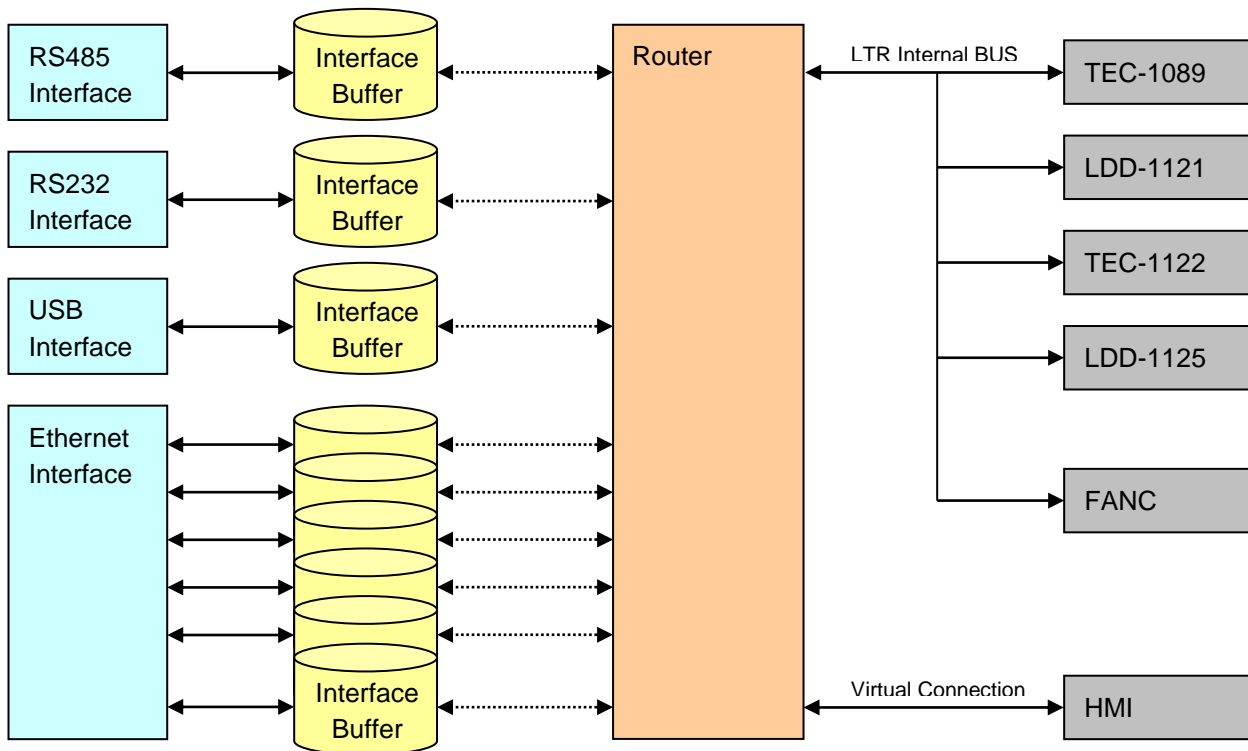 RS485
Interface
Interface
Buffer
Router
LTR Internal BUS
TEC-1089
RS232
Interface
Interface
Buffer
LDD-1121
USB
Interface
Interface
Buffer
TEC-1122
LDD-1125
Ethernet
Interface
FANC
Interface
Buffer
Virtual Connection
HMI